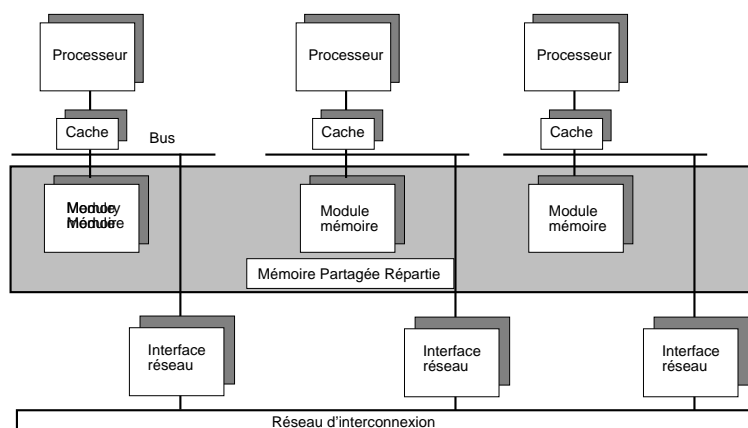 Processeur
Processeur
Processeur
Cache
Bus
Cache
Cache
Module
mémoire
Module
mémoire
Mémoire Partagée Répartie
Interface
réseau
Interface
réseau
Interface
réseau
Réseau d'interconnexion